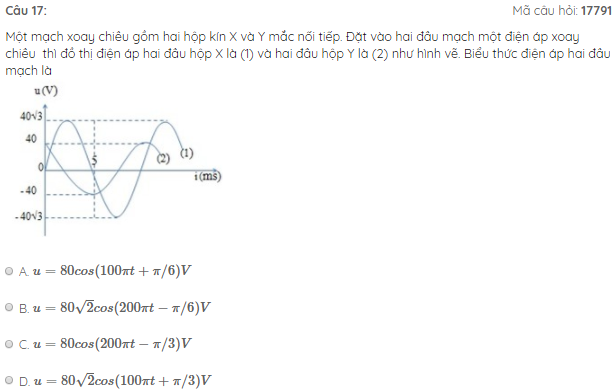 Câu 17: Mã câu hỏi: 17791
Một mạch xoay chiều gồm hai hộp kín X và Y mắc nối tiếp. Đặt vào hai đầu mạch một điện áp xoay
chiều thì đồ thị điện áp hai đầu hộp X là (1) và hai đầu hộp Y là (2) như hình vẽ. Biểu thức điện áp hai đầu
mạch là
u(V)
40√3
40
5
(2)
(1)
0
t(ms)
-40
-40√3
A. u = 80cos(100πt + π/6)V
B. u = 80√2cos(200πt − π/6)V
C. u = 80cos(200πt − π/3)V
D. u = 80√2cos(100πt + π/3)V